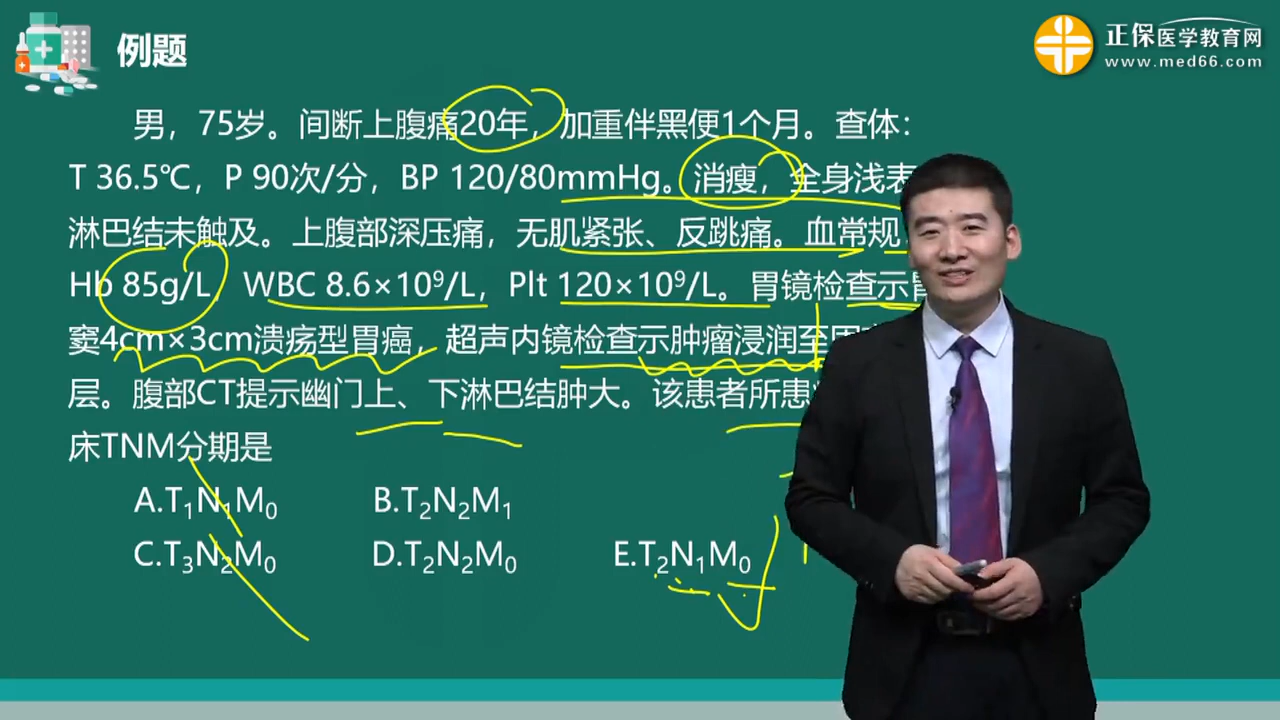 例题
正保医学教育网
www.med66.com
男，75岁。间断上腹痛20年，加重伴黑便1个月。查体：
T 36.5℃，P 90次/分，BP 120/80mmHg。消瘦，全身浅表
淋巴结未触及。上腹部深压痛，无肌紧张、反跳痛。血常规
Hb 85g/L，WBC 8.6×10⁹/L，Plt 120×10⁹/L。胃镜检查示胃
窦4cm×3cm溃疡型胃癌，超声内镜检查示肿瘤浸润至
层。腹部CT提示幽门上、下淋巴结肿大。该患者所患
床TNM分期是
A.T₁N₁M₀ B.T₂N₂M₁
C.T₃N₂M₀ D.T₂N₂M₀ E.T₂N₁M₀